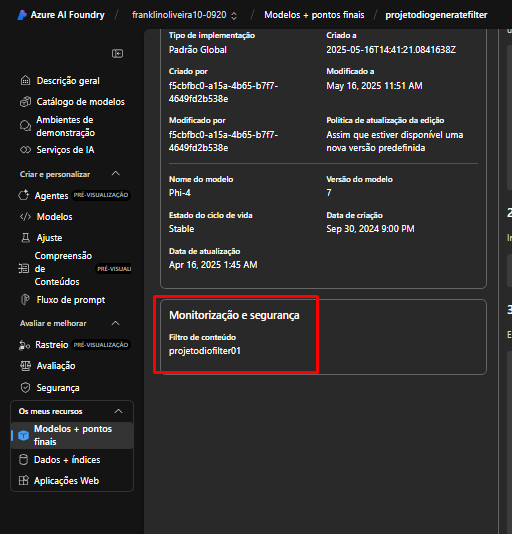 Azure AI Foundry / franklinoliveira10-0920 / Modelos + pontos finais / projetodiogeneratefilter
Descrição geral
Catálogo de modelos
Ambientes de
demonstração
Serviços de IA
Criar e personalizar
Agentes PRÉ-VISUALIZAÇÃO
Modelos
Ajuste
Compreensão
de PRÉ-VISUALI
Conteúdos
Fluxo de prompt
Avaliar e melhorar
Rastreio PRÉ-VISUALIZAÇÃO
Avaliação
Segurança
Os meus recursos
Modelos + pontos
finais
Dados + índices
Aplicações Web
Tipo de implementação
Padrão Global
Criado a
2025-05-16T14:41:21.0841638Z
Criado por
f5cbfbc0-a15a-4b65-b7f7-
4649fd2b538e
Modificado a
May 16, 2025 11:51 AM
Modificado por
f5cbfbc0-a15a-4b65-b7f7-
4649fd2b538e
Política de atualização da edição
Assim que estiver disponível uma
nova versão predefinida
Nome do modelo
Phi-4
Versão do modelo
7
Estado do ciclo de vida
Stable
Data de criação
Sep 30, 2024 9:00 PM
Data de atualização
Apr 16, 2025 1:45 AM
Monitorização e segurança
Filtro de conteúdo
projetodiofilter01
2
3
E